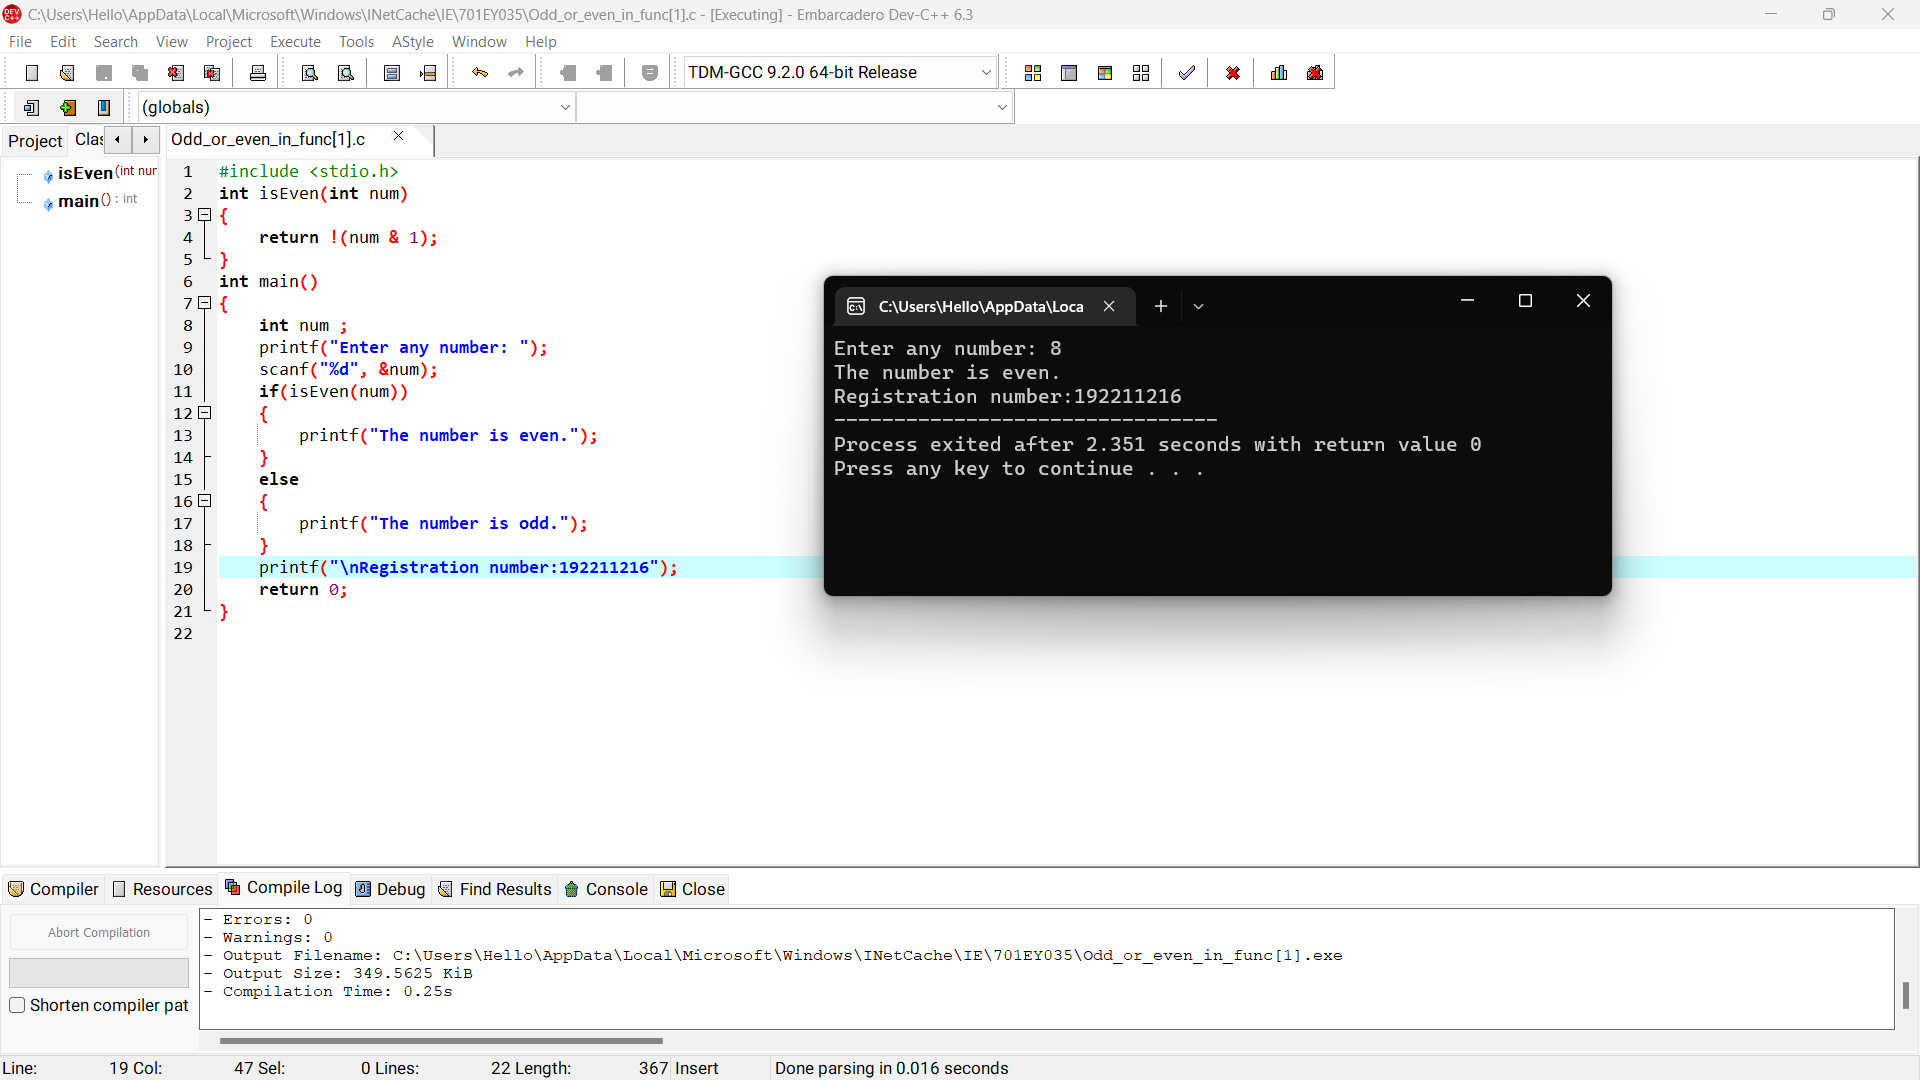 C:\Users\Hello\AppData\Local\Microsoft\Windows\INetCache\IE\701EY035\Odd_or_even_in_func[1].c - [Executing] - Embarcadero Dev-C++ 6.3
File Edit Search View Project Execute Tools AStyle Window Help
TDM-GCC 9.2.0 64-bit Release
(globals)
Project Clas
Odd_or_even_in_func[1].c
isEven (int nur
main () : int
1 #include <stdio.h>
2 int isEven(int num)
3 {
4 return !(num & 1);
5 }
6 int main()
7 {
8 int num ;
9 printf("Enter any number: ");
10 scanf("%d", &num);
11 if(isEven(num))
12 {
13 printf("The number is even.");
14 }
15 else
16 {
17 printf("The number is odd.");
18 }
19 printf("\nRegistration number:192211216");
20 return 0;
21 }
22
C:\Users\Hello\AppData\Loca
Enter any number: 8
The number is even.
Registration number:192211216
--------------------------------
Process exited after 2.351 seconds with return value 0
Press any key to continue . . .
Compiler Resources Compile Log Debug Find Results Console Close
Abort Compilation
Shorten compiler pat
- Errors: 0
- Warnings: 0
- Output Filename: C:\Users\Hello\AppData\Local\Microsoft\Windows\INetCache\IE\701EY035\Odd_or_even_in_func[1].exe
- Output Size: 349.5625 KiB
- Compilation Time: 0.25s
Line: 19 Col: 47 Sel: 0 Lines: 22 Length: 367 Insert Done parsing in 0.016 seconds